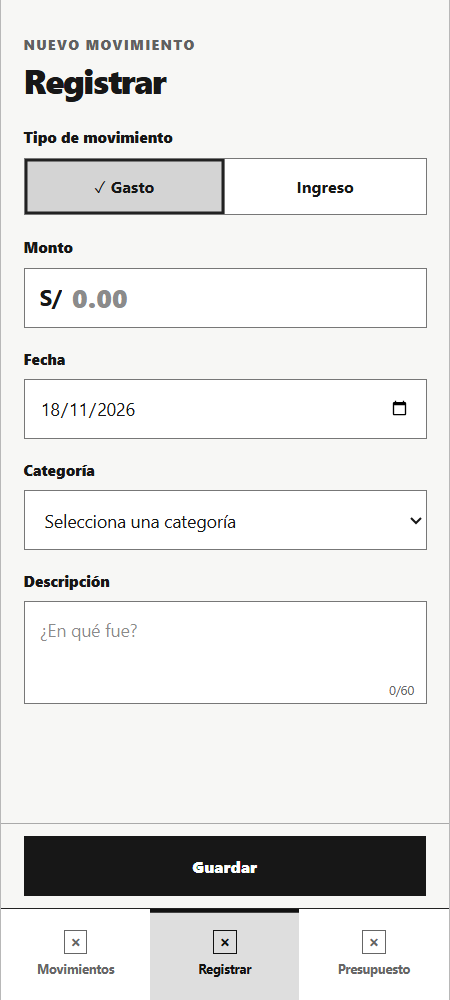 NUEVO MOVIMIENTO
Registrar
Tipo de movimiento
✓ Gasto
Ingreso
Monto
S/ 0.00
Fecha
18/11/2026
Categoría
Selecciona una categoría
Descripción
¿En qué fue?
0/60
Guardar
Movimientos
Registrar
Presupuesto